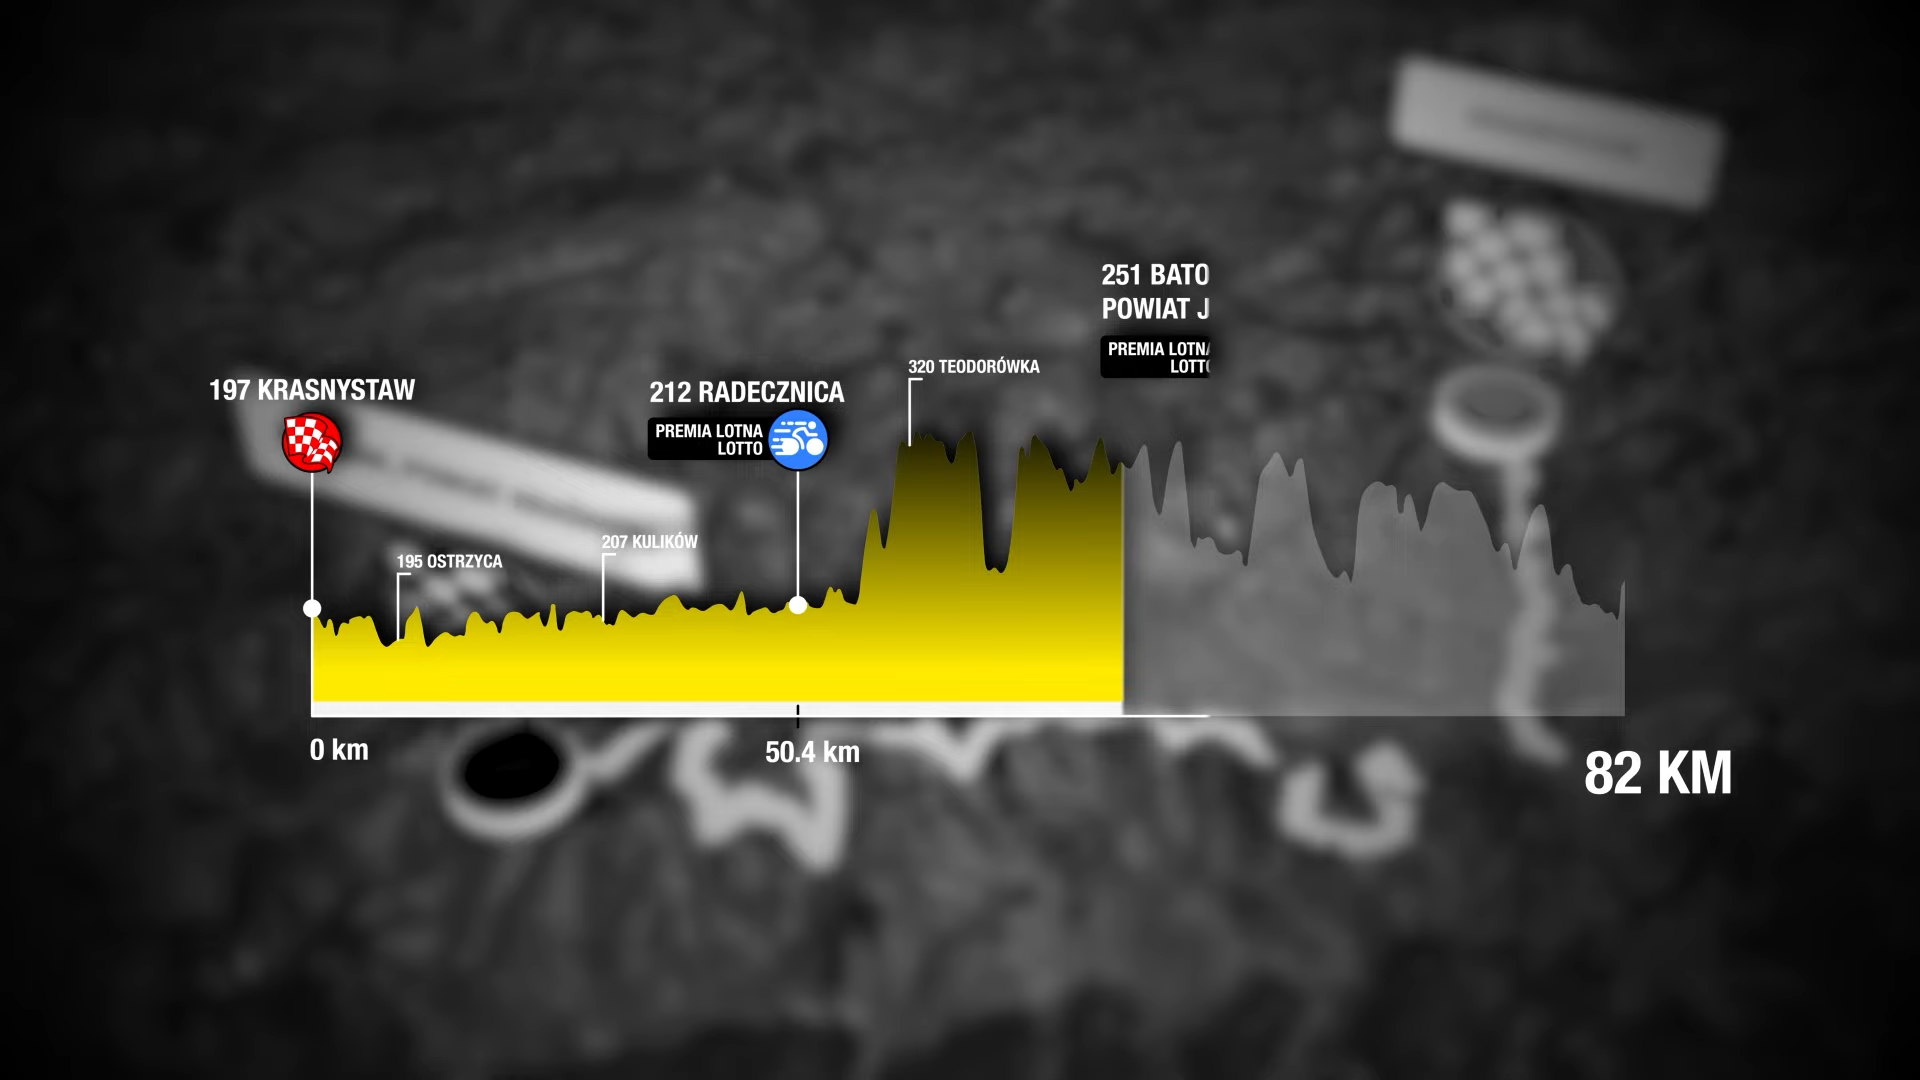 251 BATO
POWIAT J
PREMIA LOTNA
LOTTO
320 TEODORÓWKA
197 KRASNYSTAW
212 RADECZNICA
PREMIA LOTNA
LOTTO
207 KULIKÓW
195 OSTRZYCA
0 km
50.4 km
82 KM